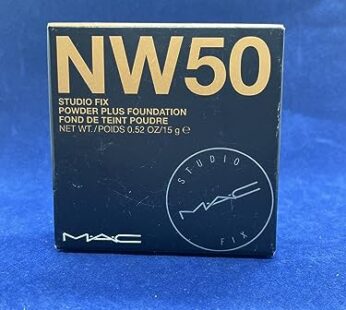 NW50
STUDIO FIX
POWDER PLUS FOUNDATION
FOND DE TEINT POUDRE
NET WT./POIDS 0.52 OZ/15 g ℮
STUDIO
MAC
FIX
MAC